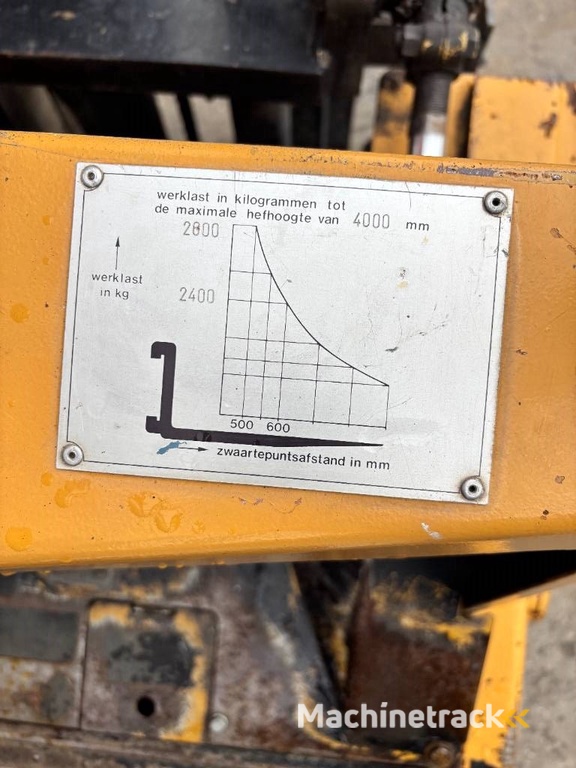 werklast in kilogrammen tot
de maximale hefhoogte van 4000 mm
2800
werklast
in kg
2400
500 600
zwaartepuntsafstand in mm
Machinetrack